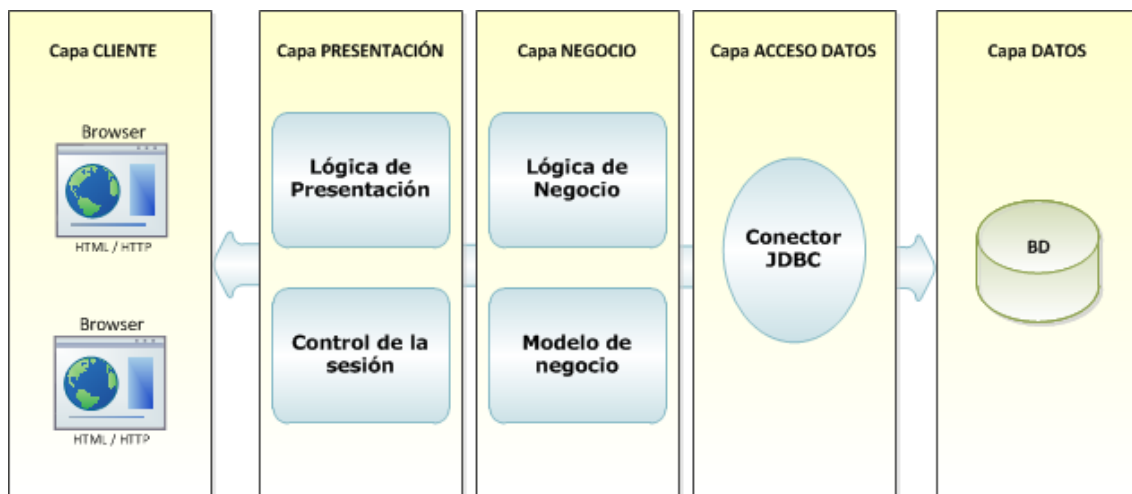 Capa CLIENTE
Browser
HTML / HTTP
Browser
HTML / HTTP
Capa PRESENTACIÓN
Lógica de
Presentación
Control de la
sesión
Capa NEGOCIO
Lógica de
Negocio
Modelo de
negocio
Capa ACCESO DATOS
Conector
JDBC
Capa DATOS
BD